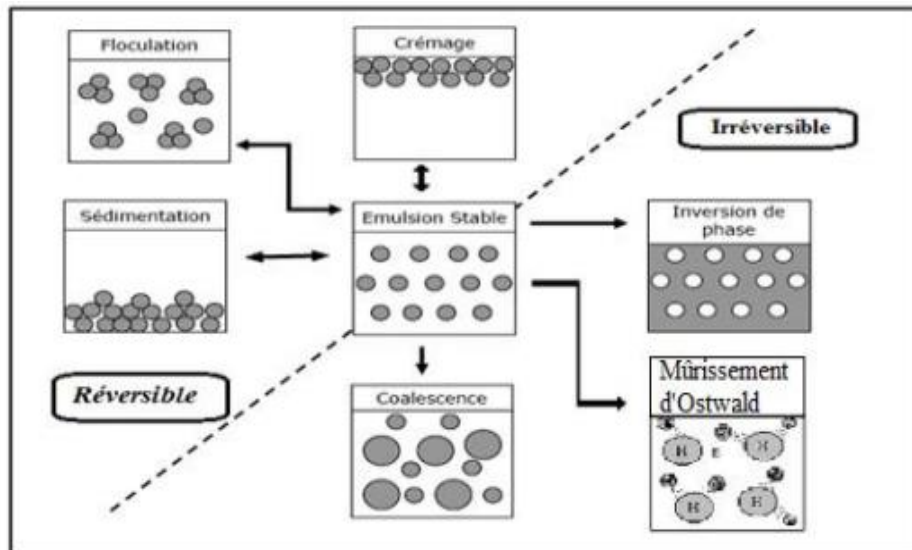 Floculation
Crémage
Irréversible
Sédimentation
Emulsion Stable
Inversion de
phase
Réversible
Coalescence
Mûrissement
d'Ostwald
H
E
H
H
H